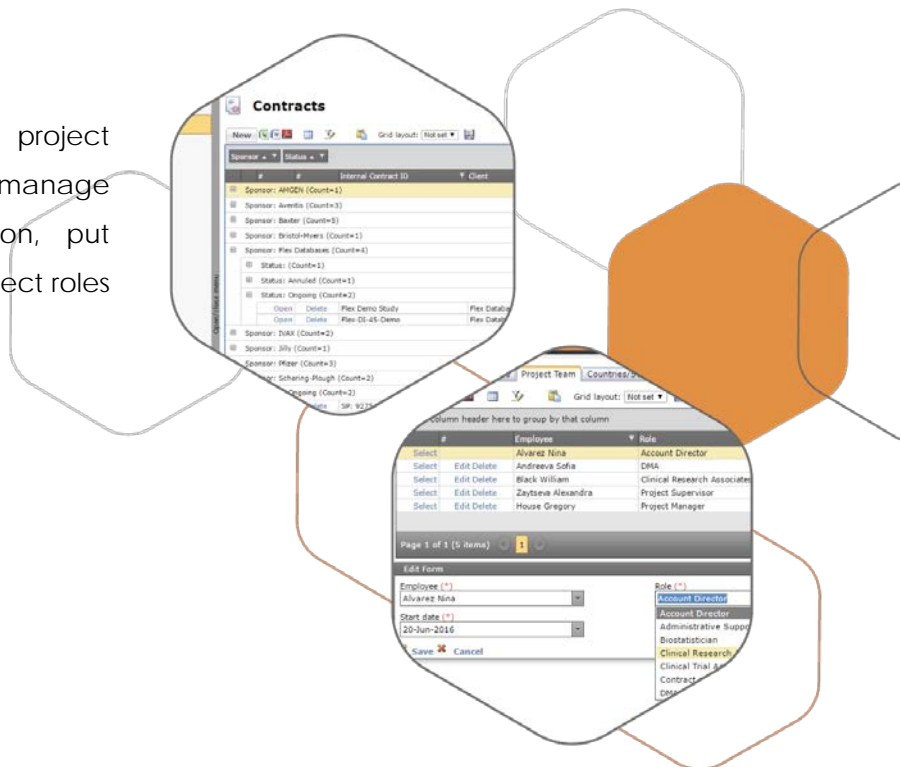 project
manage
on, put
ect roles
Contracts
New Grid layout: Not set
Sponsor Status
# # Internal Contract ID Client
Sponsor: AMGEN (Count=1)
Sponsor: Aventis (Count=3)
Sponsor: Baxter (Count=5)
Sponsor: Bristol-Myers (Count=1)
Sponsor: Flex Databases (Count=4)
Status: (Count=1)
Status: Annuled (Count=1)
Status: Ongoing (Count=2)
Open Delete Flex Demo Study Flex Databa
Open Delete Flex-DI-45-Demo Flex Datab
Sponsor: IVAX (Count=2)
Sponsor: Jilly (Count=1)
Sponsor: Pfizer (Count=3)
sor: Schering-Plough (Count=2)
Ongoing (Count=2)
Delete
Project Team Countries/S
Grid layout: Not set
column header here to group by that column
# Employee Role
Select Alvarez Nina Account Director
Select Edit Delete Andreeva Sofia DMA
Select Edit Delete Black William Clinical Research Associates
Select Edit Delete Zaytseva Alexandra Project Supervisor
Select Edit Delete House Gregory Project Manager
Page 1 of 1 (5 items) 1
Edit Form
Employee (*) Role (*)
Alvarez Nina Account Director
Start date (*) Account Director
20-Jun-2016 Administrative Suppo
Biostatistician
Save Cancel Clinical Research
Clinical Trial A
Contract
DMA